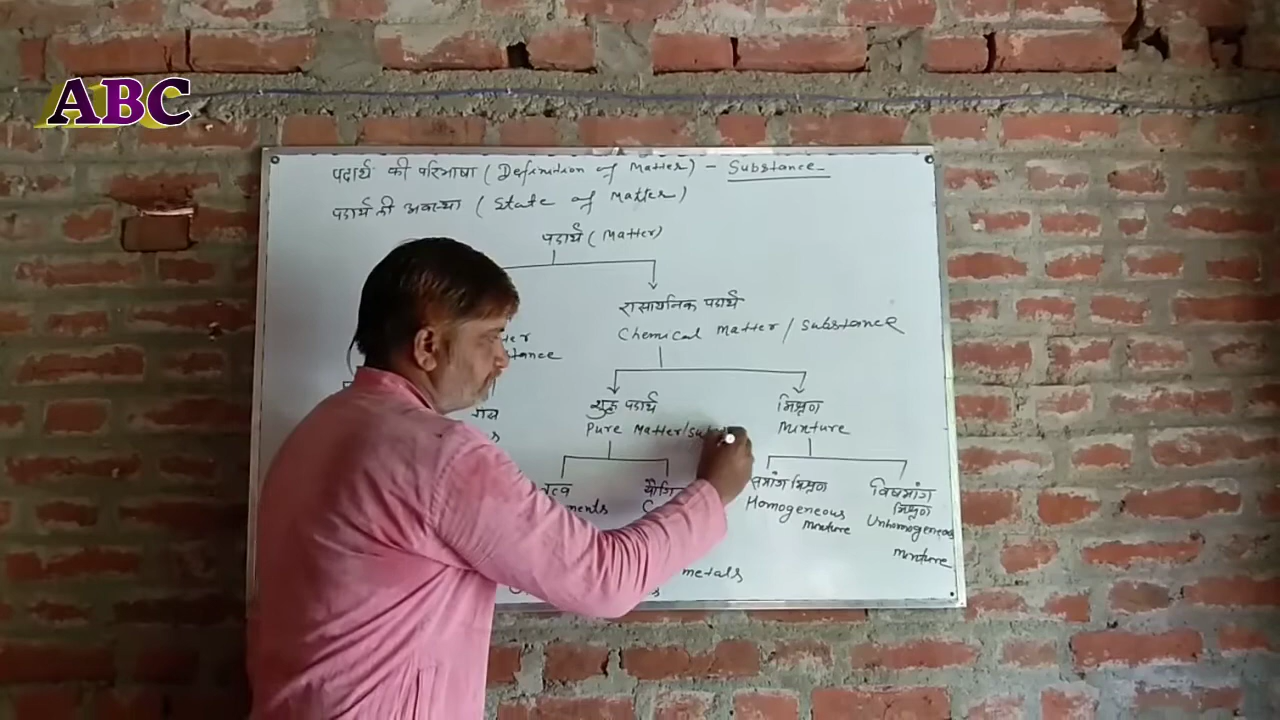 ABC
पदार्थ की परिभाषा (Definition of Matter) - Substance -
पदार्थ की अवस्था (State of Matter)
पदार्थ (Matter)
रासायनिक पदार्थ
Chemical Matter / Substance
शुद्ध पदार्थ
मिश्रण
Pure Matter/Su
Mixture
समांग मिश्रण
विषमांग
मिश्रण
Homogeneous
mixture
Unhomogeneous
mixture
metals